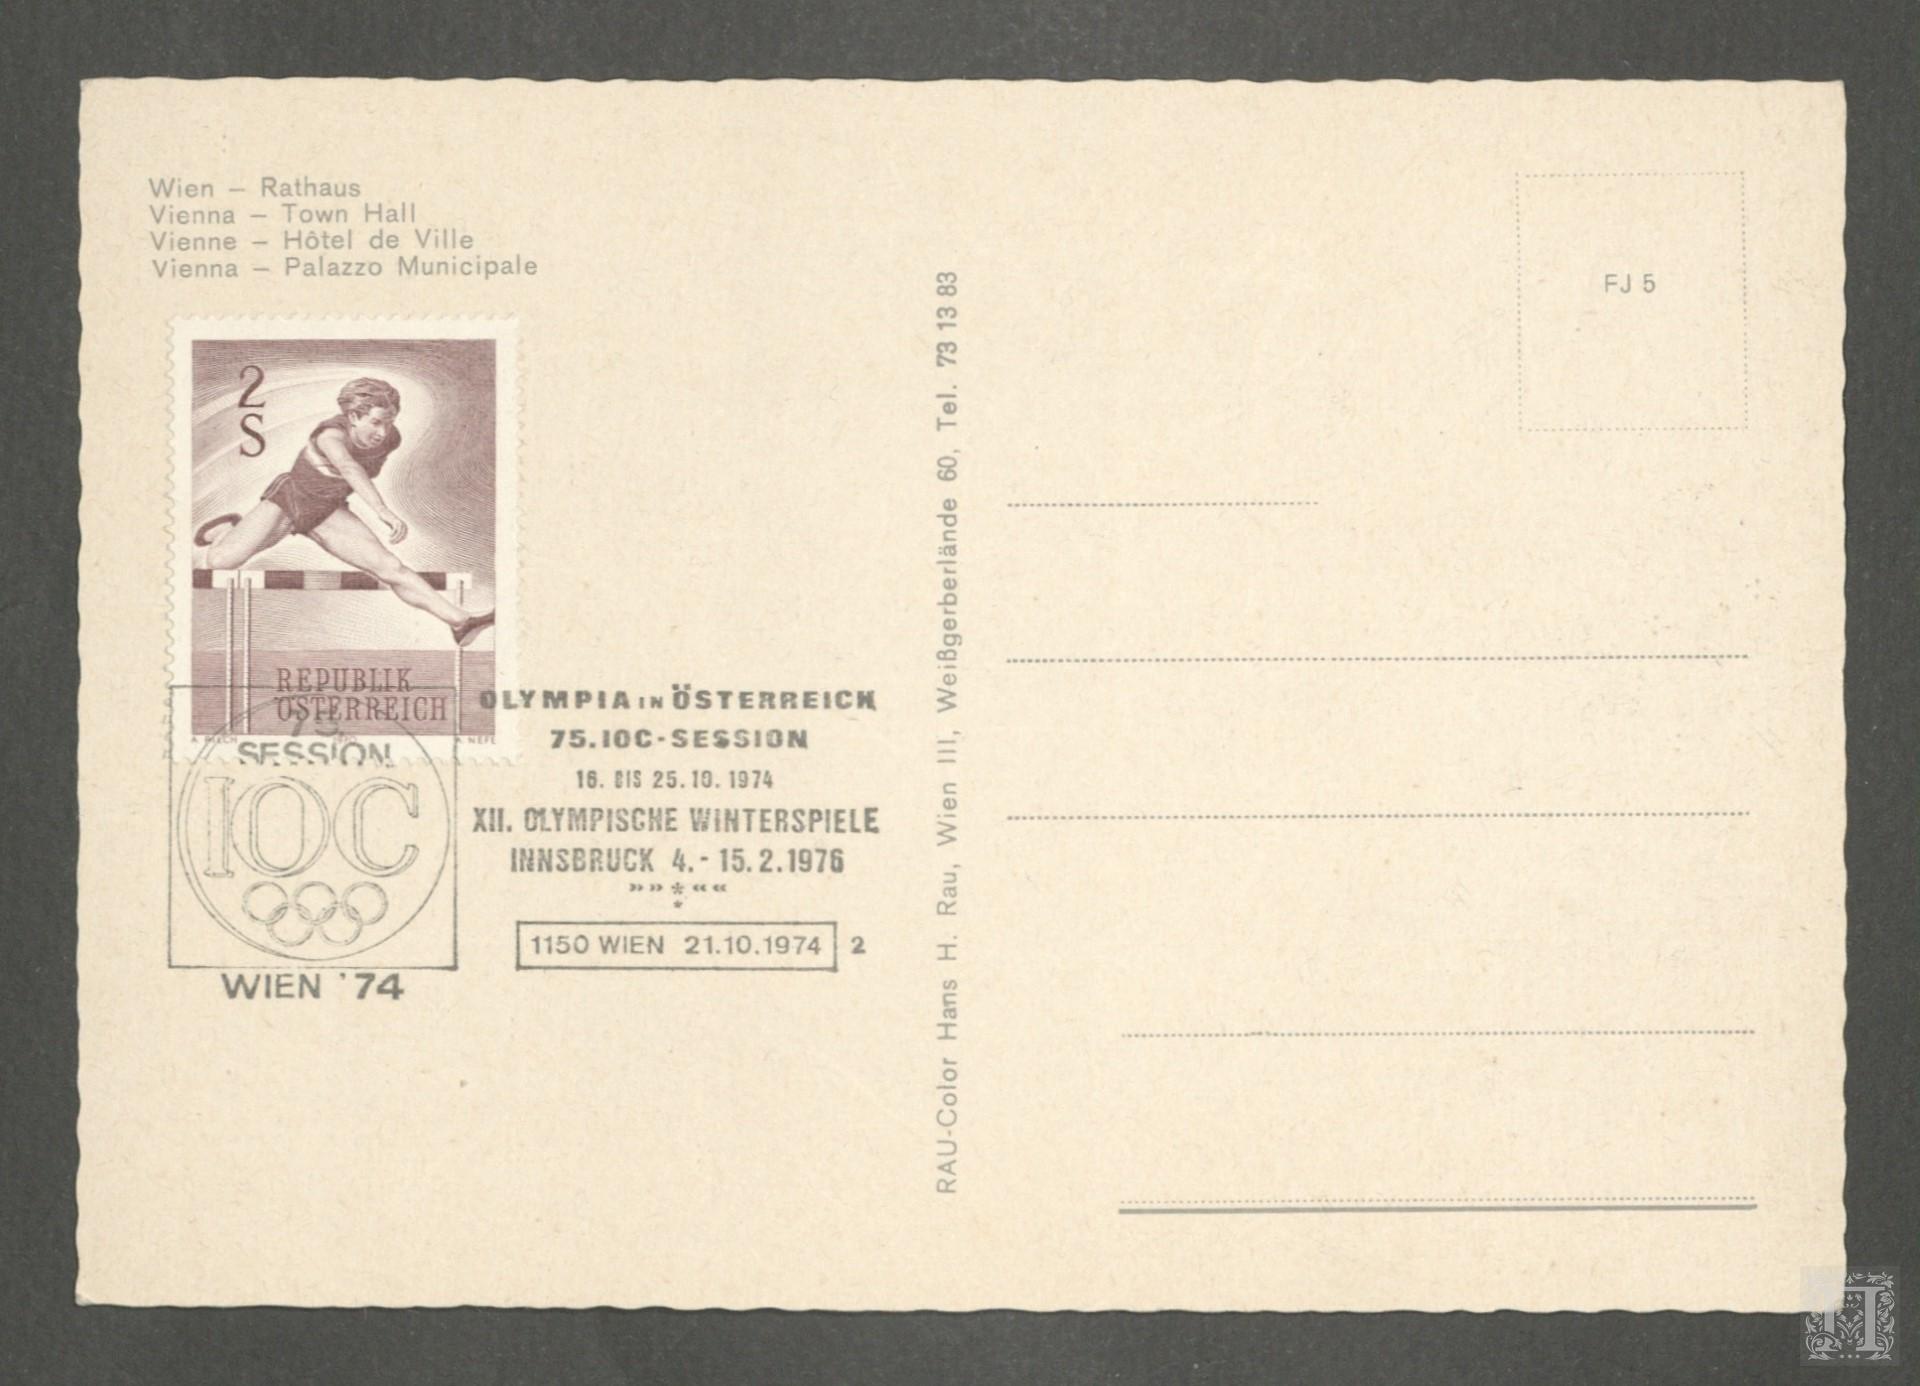 Wien – Rathaus
Vienna – Town Hall
Vienne – Hôtel de Ville
Vienna – Palazzo Municipale
FJ 5
2
S
REPUBLIK
ÖSTERREICH
1970
A. NEFE
75.
SESSION
IOC
WIEN '74
OLYMPIA IN ÖSTERREICH
75.IOC-SESSION
16. BIS 25.10.1974
XII. OLYMPISCHE WINTERSPIELE
INNSBRUCK 4.-15.2.1976
»»*««
*
1150 WIEN 21.10.1974 2
RAU-Color Hans H. Rau, Wien III, Weißgerberlände 60, Tel. 73 13 83